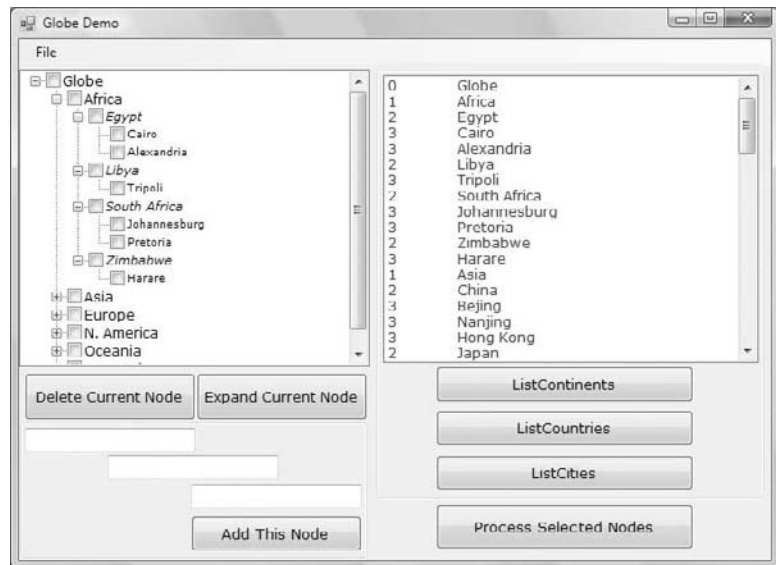 Globe Demo
File
Globe
Africa
Egypt
Cairo
Alexandria
Libya
Tripoli
South Africa
Johannesburg
Pretoria
Zimbabwe
Harare
Asia
Europe
N. America
Oceania
0 Globe
1 Africa
2 Egypt
3 Cairo
3 Alexandria
2 Libya
3 Tripoli
2 South Africa
3 Johannesburg
3 Pretoria
2 Zimbabwe
3 Harare
1 Asia
2 China
3 Bejing
3 Nanjing
3 Hong Kong
2 Japan
Delete Current Node
Expand Current Node
Add This Node
ListContinents
ListCountries
ListCities
Process Selected Nodes